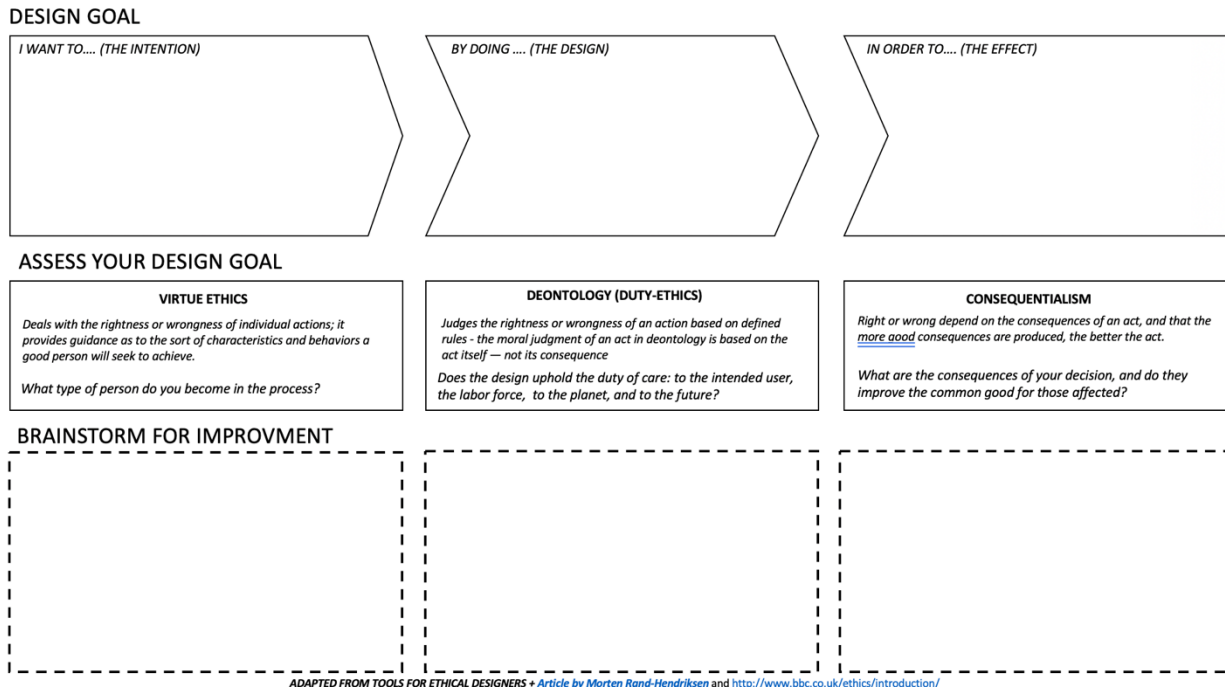 DESIGN GOAL
I WANT TO.... (THE INTENTION)
BY DOING .... (THE DESIGN)
IN ORDER TO.... (THE EFFECT)
ASSESS YOUR DESIGN GOAL
VIRTUE ETHICS
Deals with the rightness or wrongness of individual actions; it
provides guidance as to the sort of characteristics and behaviors a
good person will seek to achieve.
What type of person do you become in the process?
DEONTOLOGY (DUTY-ETHICS)
Judges the rightness or wrongness of an action based on defined
rules - the moral judgment of an act in deontology is based on the
act itself — not its consequence
Does the design uphold the duty of care: to the intended user,
the labor force, to the planet, and to the future?
CONSEQUENTIALISM
Right or wrong depend on the consequences of an act, and that the
more good consequences are produced, the better the act.
What are the consequences of your decision, and do they
improve the common good for those affected?
BRAINSTORM FOR IMPROVMENT
ADAPTED FROM TOOLS FOR ETHICAL DESIGNERS + Article by Morten Rand-Hendriksen and http://www.bbc.co.uk/ethics/introduction/